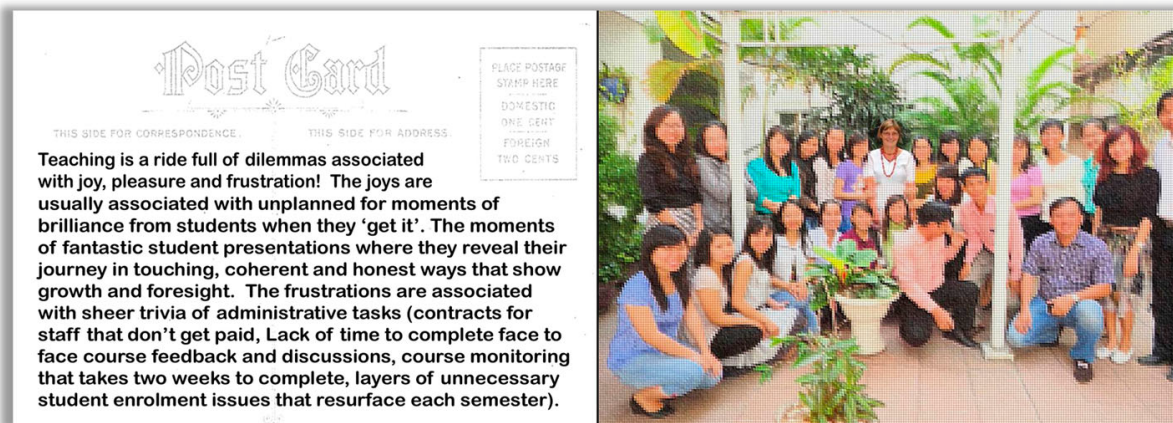 Post Card
PLACE POSTAGE
STAMP HERE
DOMESTIC
ONE CENT
FOREIGN
TWO CENTS
THIS SIDE FOR CORRESPONDENCE.
THIS SIDE FOR ADDRESS.
Teaching is a ride full of dilemmas associated
with joy, pleasure and frustration!  The joys are
usually associated with unplanned for moments of
brilliance from students when they ‘get it’. The moments
of fantastic student presentations where they reveal their
journey in touching, coherent and honest ways that show
growth and foresight.  The frustrations are associated
with sheer trivia of administrative tasks (contracts for
staff that don’t get paid, Lack of time to complete face to
face course feedback and discussions, course monitoring
that takes two weeks to complete, layers of unnecessary
student enrolment issues that resurface each semester).